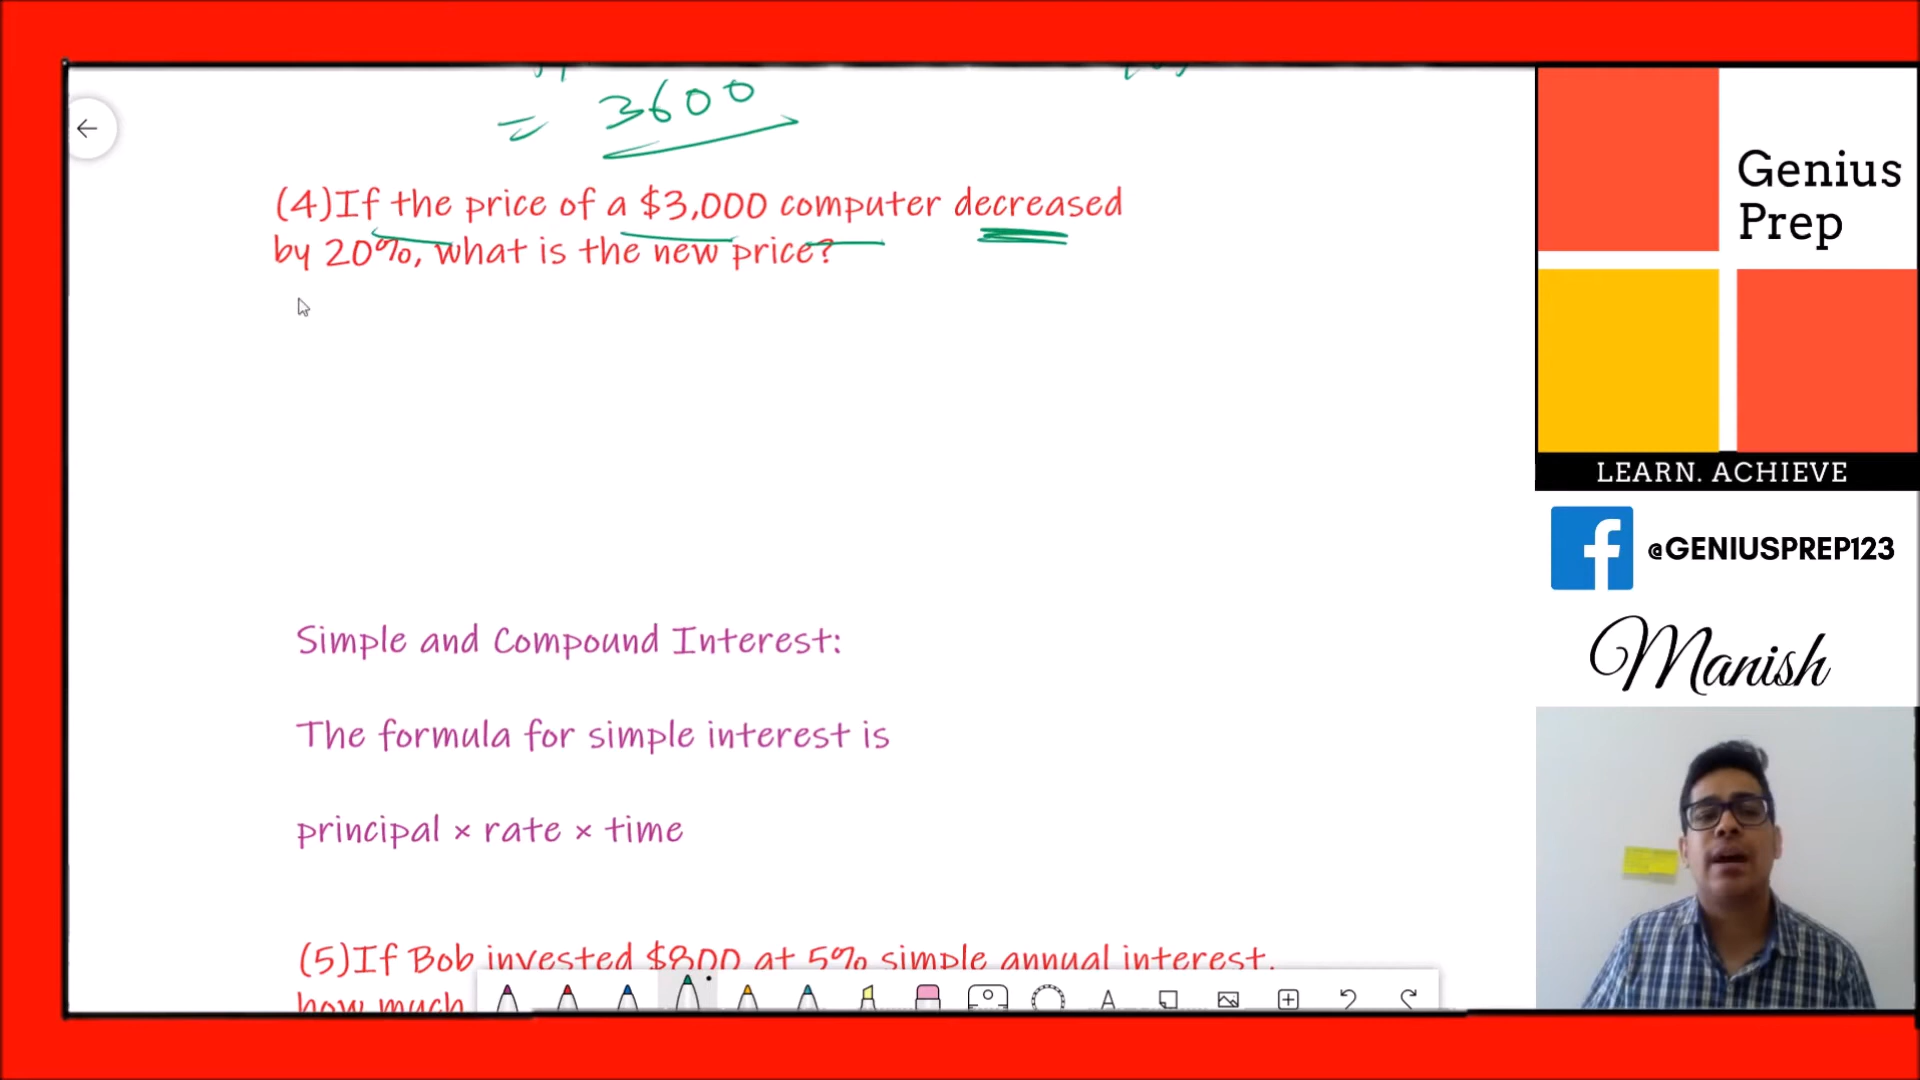 = 3600
(4)If the price of a $3,000 computer decreased
by 20%, what is the new price?
Simple and Compound Interest:
The formula for simple interest is
principal × rate × time
(5)If Bob invested $800 at 5% simple annual interest,
how much
Genius
Prep
LEARN. ACHIEVE
@GENIUSPREP123
Manish